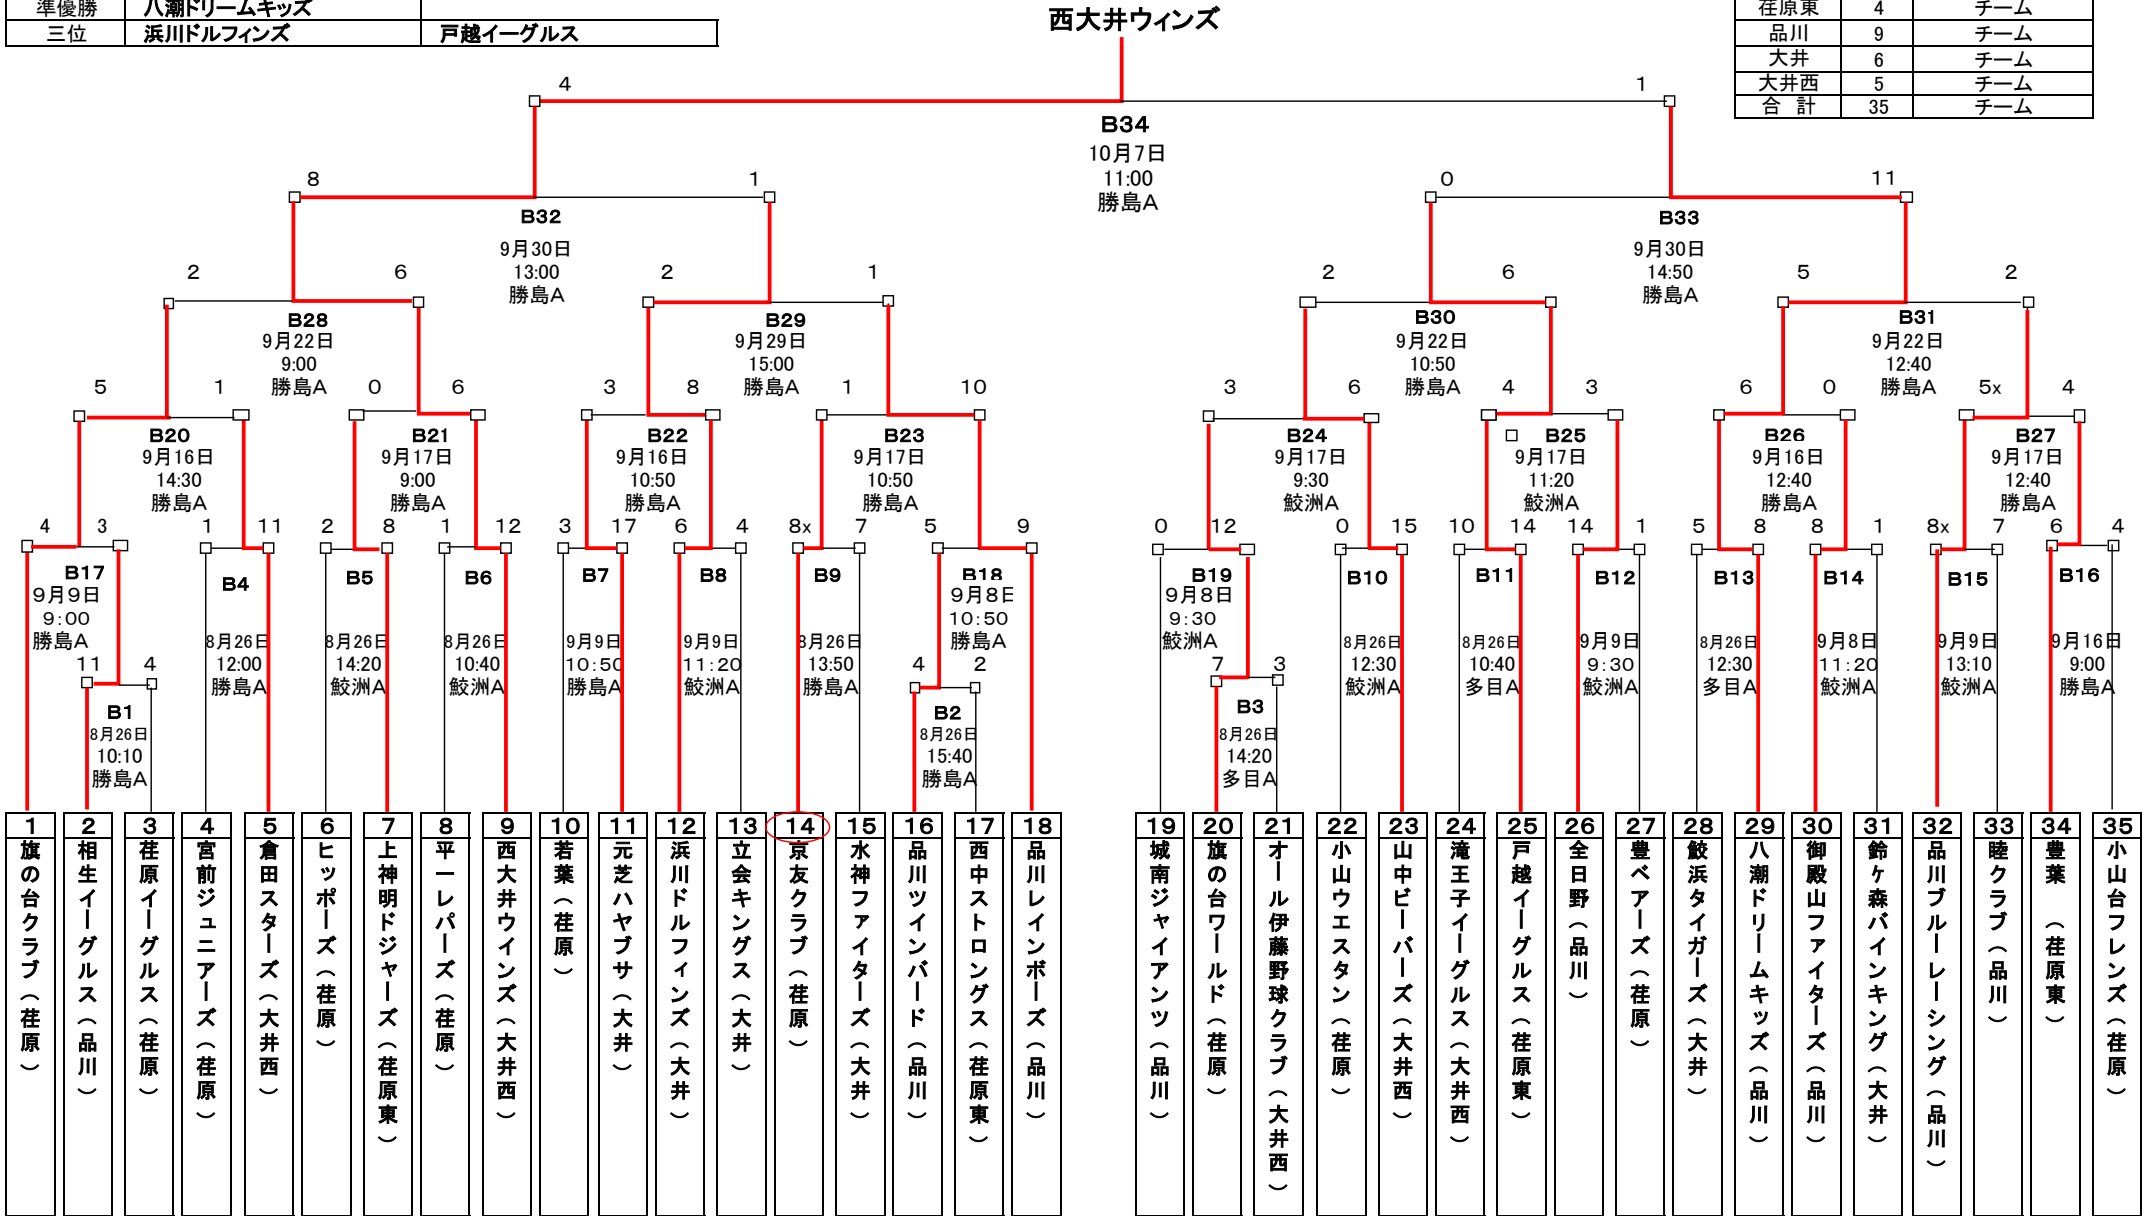 準優勝 八潮ドリームキッズ
三位 浜川ドルフィンズ 戸越イーグルス
西大井ウィンズ
荏原東 4 チーム
品川 9 チーム
大井 6 チーム
大井西 5 チーム
合 計 35 チーム
4 1
B34
10月7日
11:00
勝島A
8 1
B32
9月30日
13:00
勝島A
0 11
B33
9月30日
14:50
勝島A
2 6
B28
9月22日
9:00
勝島A
2 1
B29
9月29日
15:00
勝島A
2 6
B30
9月22日
10:50
勝島A
5 2
B31
9月22日
12:40
勝島A
5 1
B20
9月16日
14:30
勝島A
0 6
B21
9月17日
9:00
勝島A
3 8
B22
9月16日
10:50
勝島A
1 10
B23
9月17日
10:50
勝島A
3 6
B24
9月17日
9:30
鮫洲A
4 3
B25
9月17日
11:20
鮫洲A
6 0
B26
9月16日
12:40
勝島A
5x 4
B27
9月17日
12:40
勝島A
4 3
B17
9月9日
9:00
勝島A
1 11
B4
8月26日
12:00
勝島A
2 8
B5
8月26日
14:20
鮫洲A
1 12
B6
8月26日
10:40
鮫洲A
3 17
B7
9月9日
10:50
勝島A
6 4
B8
9月9日
11:20
鮫洲A
8x 7
B9
8月26日
13:50
勝島A
5 9
B18
9月8日
10:50
勝島A
0 12
B19
9月8日
9:30
鮫洲A
0 15
B10
8月26日
12:30
鮫洲A
10 14
B11
8月26日
10:40
多目A
14 1
B12
9月9日
9:30
鮫洲A
5 8
B13
8月26日
12:30
多目A
8 1
B14
9月8日
11:20
鮫洲A
8x 7
B15
9月9日
13:10
鮫洲A
6 4
B16
9月16日
9:00
勝島A
11 4
B1
8月26日
10:10
勝島A
4 2
B2
8月26日
15:40
勝島A
7 3
B3
8月26日
14:20
多目A
1 旗の台クラブ(荏原)
2 相生イーグルス(品川)
3 荏原イーグルス(荏原)
4 宮前ジュニアーズ(荏原)
5 倉田スターズ(大井西)
6 ヒッポーズ(荏原)
7 上神明ドジャーズ(荏原東)
8 平一レパーズ(荏原)
9 西大井ウインズ(大井西)
10 若葉(荏原)
11 元芝ハヤブサ(大井)
12 浜川ドルフィンズ(大井)
13 立会キングス(大井)
14 京友クラブ(荏原)
15 水神ファイターズ(大井)
16 品川ツインバード(品川)
17 西中ストロングス(荏原東)
18 品川レインボーズ(品川)
19 城南ジャイアンツ(品川)
20 旗の台ワールド(荏原)
21 オール伊藤野球クラブ(大井西)
22 小山ウエスタン(荏原)
23 山中ビーバーズ(大井西)
24 滝王子イーグルス(大井西)
25 戸越イーグルス(荏原東)
26 全日野(品川)
27 豊ベアーズ(荏原)
28 鮫浜タイガーズ(大井)
29 八潮ドリームキッズ(品川)
30 御殿山ファイターズ(品川)
31 鈴ヶ森バインキング(大井)
32 品川ブルーレーシング(品川)
33 睦クラブ(品川)
34 豊葉 (荏原東)
35 小山台フレンズ(荏原)